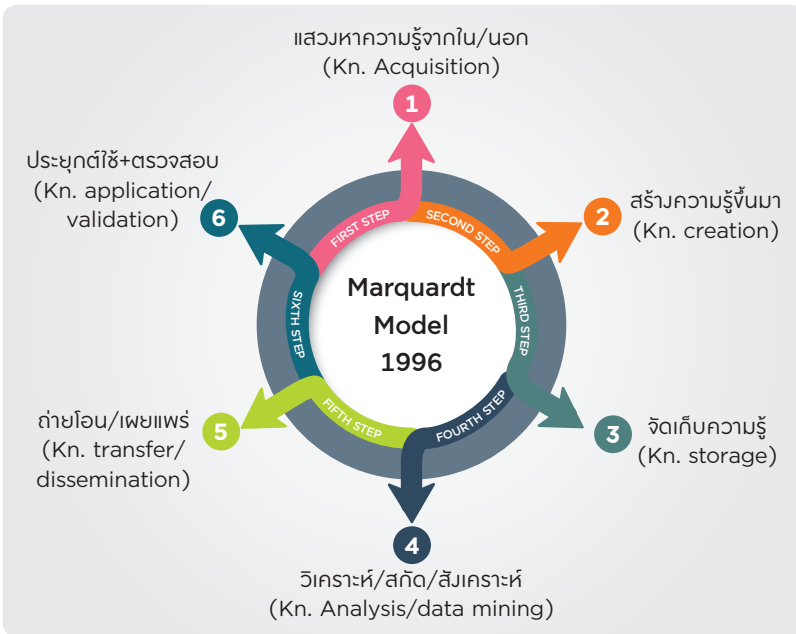 แสวงหาความรู้จากใน/นอก
(Kn. Acquisition)
1
ประยุกต์ใช้+ตรวจสอบ
(Kn. application/
validation)
6
FIRST STEP
SECOND STEP
2
สร้างความรู้ขึ้นมา
(Kn. creation)
Marquardt
Model
1996
SIXTH STEP
THIRD STEP
ถ่ายโอน/เผยแพร่
(Kn. transfer/
dissemination)
5
FIFTH STEP
FOURTH STEP
3
จัดเก็บความรู้
(Kn. storage)
4
วิเคราะห์/สกัด/สังเคราะห์
(Kn. Analysis/data mining)